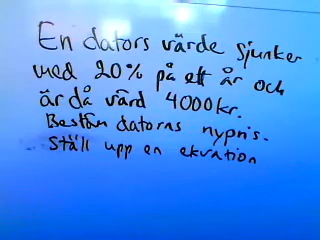 En dators värde sjunker
med 20% på ett år och
är då värd 4000kr.
Bestäm datorns nypris.
Ställ upp en ekvation